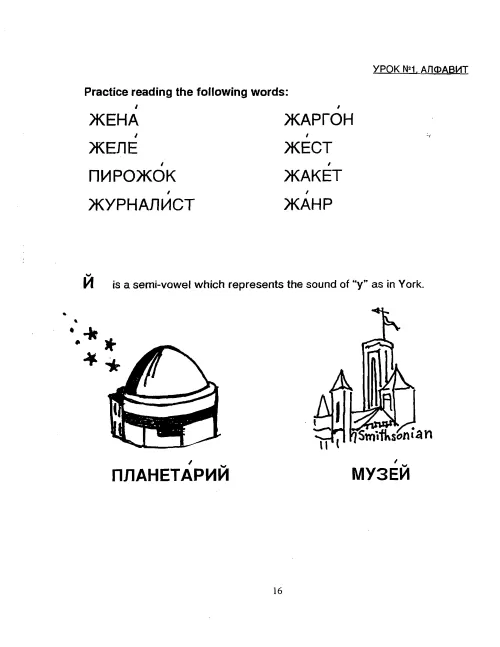 УРОК №1. АЛФАВИТ
Practice reading the following words:
ЖЕНА́ ЖАРГО́Н
ЖЕЛЕ́ ЖЕ́СТ
ПИРОЖО́К ЖАКЕ́Т
ЖУРНАЛИ́СТ ЖА́НР
Й is a semi-vowel which represents the sound of "y" as in York.
Smithsonian
ПЛАНЕТА́РИЙ МУЗЕ́Й
16